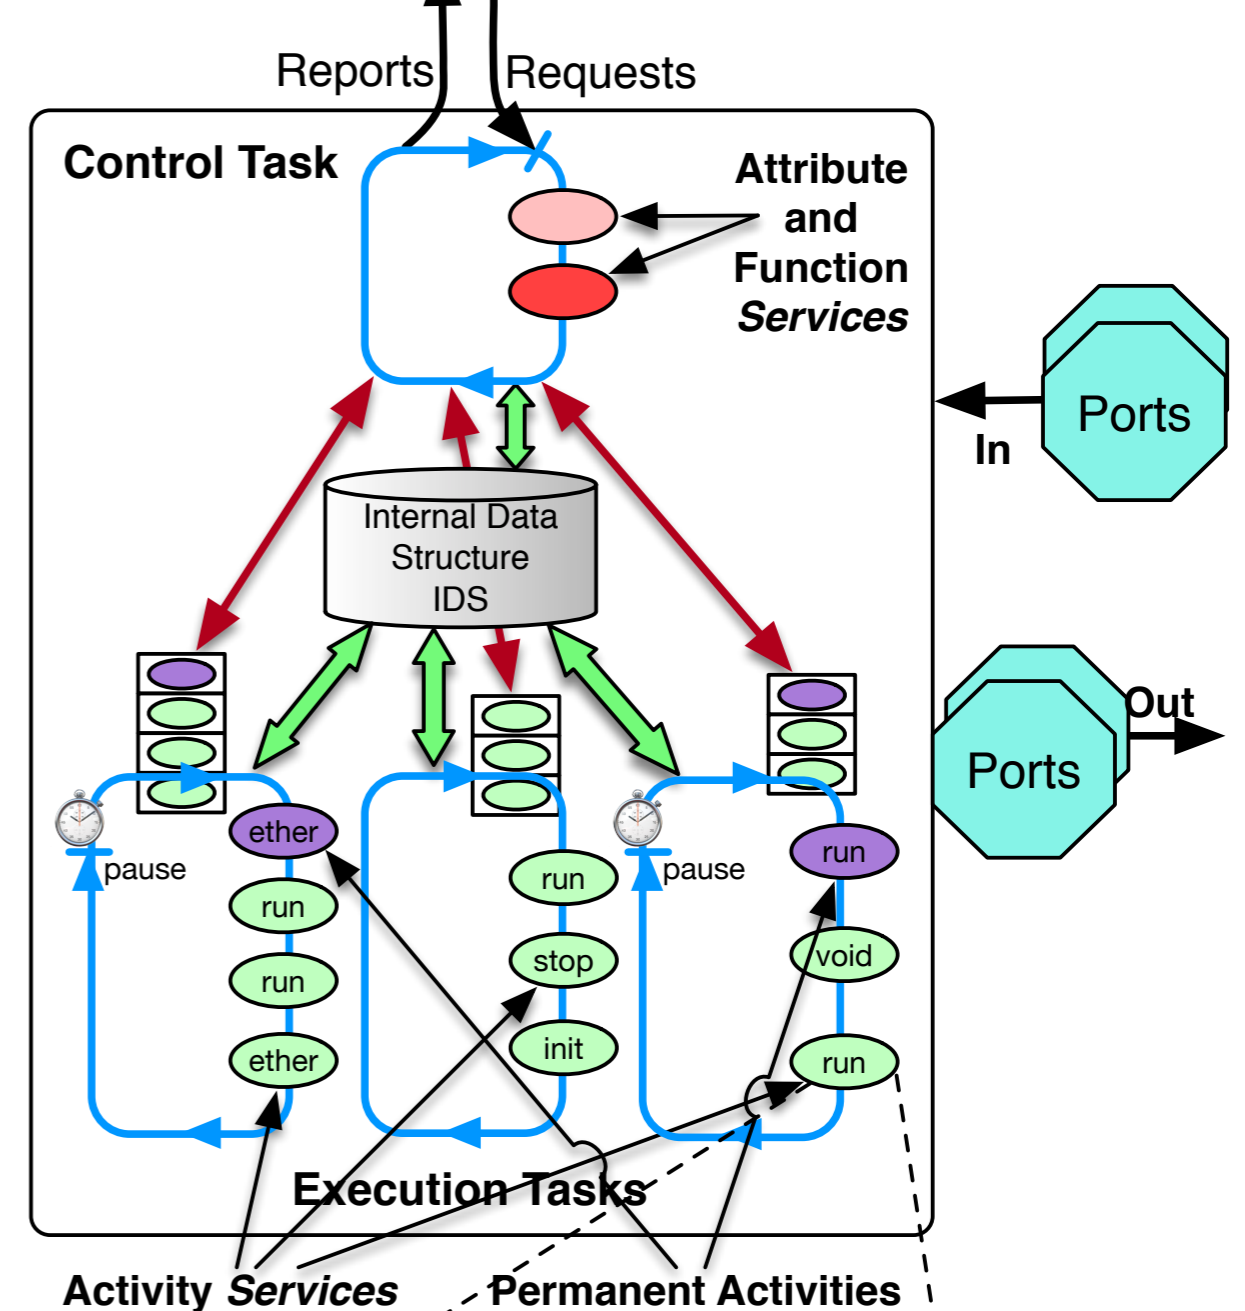 Reports
Requests
Control Task
Attribute
and
Function
Services
Ports
In
Internal Data
Structure
IDS
Out
Ports
ether
pause
run
run
ether
run
stop
init
pause
run
void
run
Execution Tasks
Activity Services
Permanent Activities